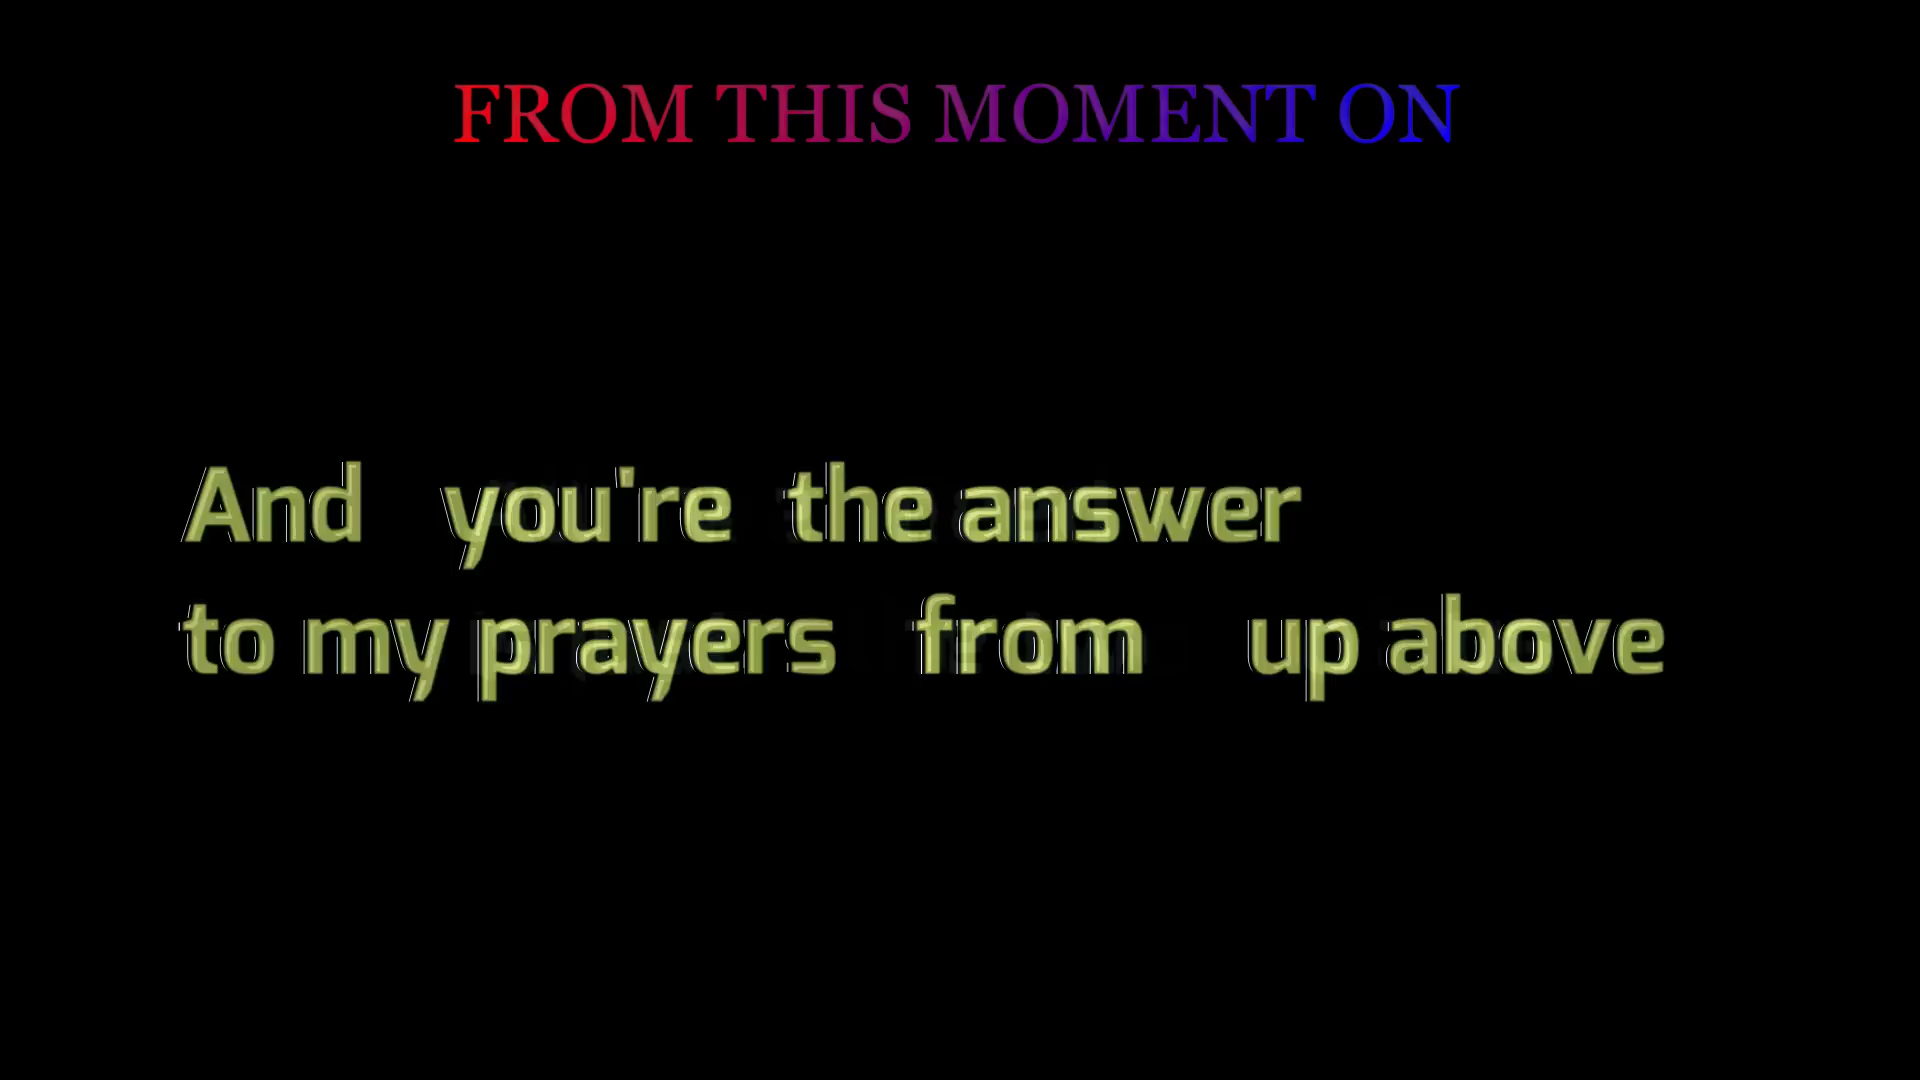 FROM THIS MOMENT ON
And you're the answer
to my prayers from up above